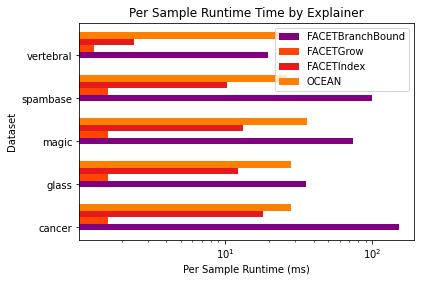 Per Sample Runtime Time by Explainer
FACETBranchBound
FACETGrow
FACETIndex
OCEAN
vertebral
spambase
magic
glass
cancer
Dataset
10¹
10²
Per Sample Runtime (ms)